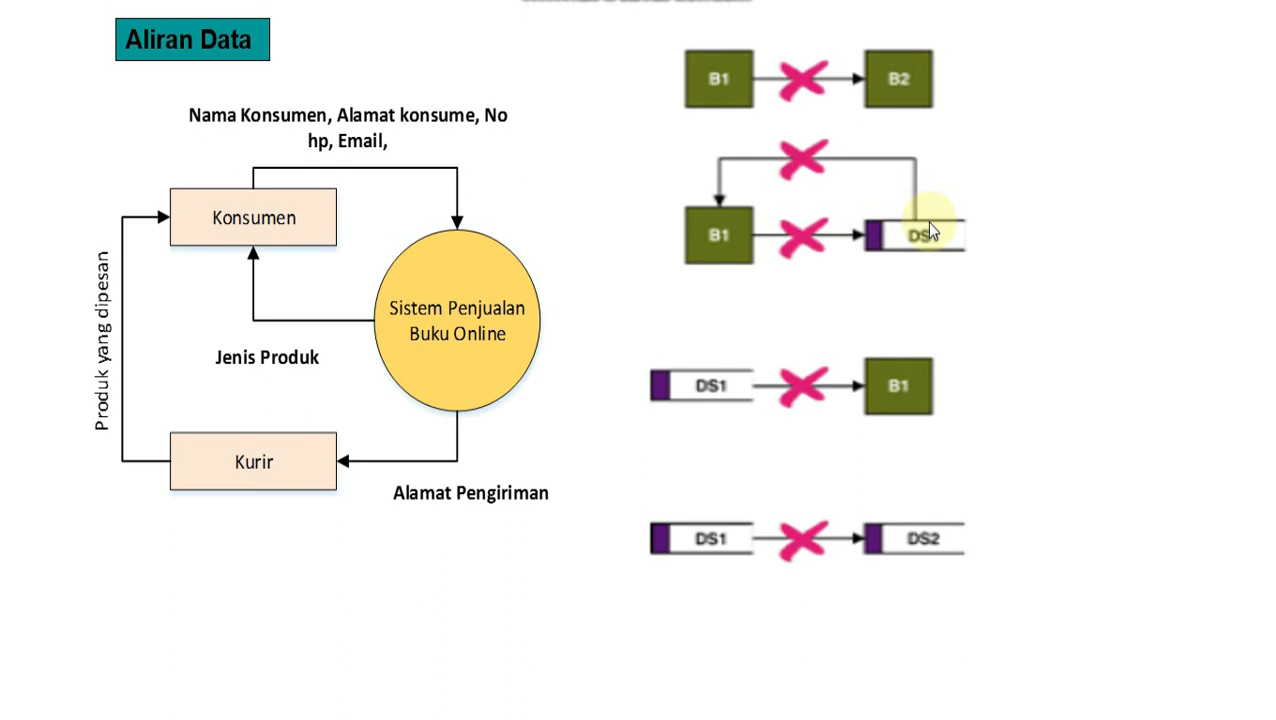 Aliran Data
Nama Konsumen, Alamat konsume, No
hp, Email,
Konsumen
Produk yang dipesan
Sistem Penjualan
Buku Online
Jenis Produk
Kurir
Alamat Pengiriman
B1
B2
B1
DS
DS1
B1
DS1
DS2